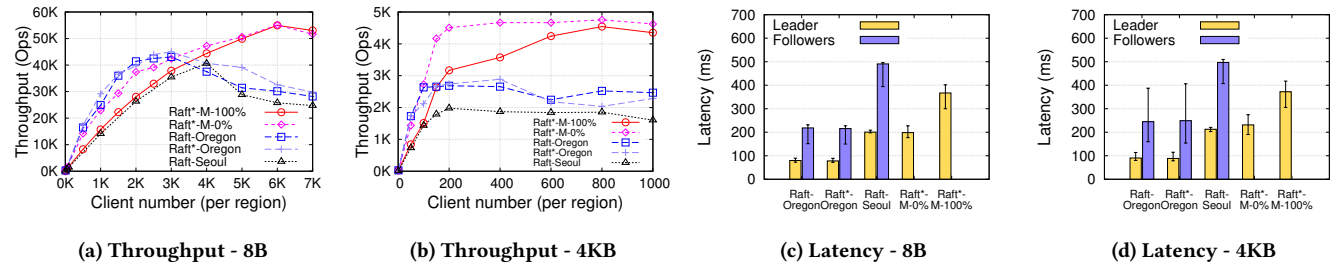 Throughput (Ops)
60K
50K
40K
30K
20K
10K
0K
0K 1K 2K 3K 4K 5K 6K 7K
Client number (per region)
Raft*-M-100%
Raft*-M-0%
Raft-Oregon
Raft*-Oregon
Raft-Seoul
(a) Throughput - 8B
Throughput (Ops)
5K
4K
3K
2K
1K
0K
0 200 400 600 800 1000
Client number (per region)
Raft*-M-100%
Raft*-M-0%
Raft-Oregon
Raft*-Oregon
Raft-Seoul
(b) Throughput - 4KB
Latency (ms)
700
600
500
400
300
200
100
0
Leader
Followers
Raft-
Oregon
Raft*-
Oregon
Raft-
Seoul
Raft*-
M-0%
Raft*-
M-100%
(c) Latency - 8B
Latency (ms)
700
600
500
400
300
200
100
0
Leader
Followers
Raft-
Oregon
Raft*-
Oregon
Raft-
Seoul
Raft*-
M-0%
Raft*-
M-100%
(d) Latency - 4KB